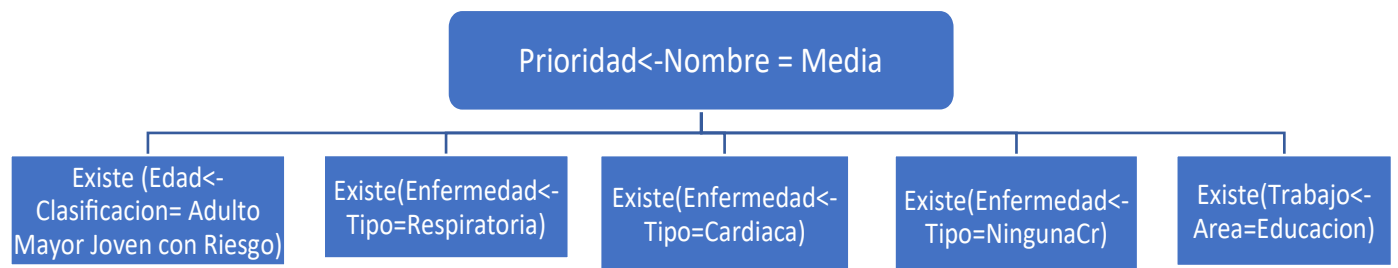 Prioridad<-Nombre = Media
Existe (Edad<-
Clasificacion= Adulto
Mayor Joven con Riesgo)
Existe(Enfermedad<-
Tipo=Respiratoria)
Existe(Enfermedad<-
Tipo=Cardiaca)
Existe(Enfermedad<-
Tipo=NingunaCr)
Existe(Trabajo<-
Area=Educacion)